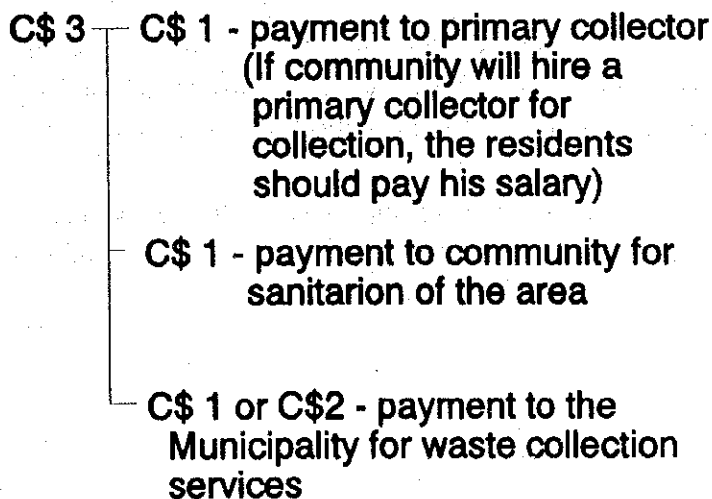 C$ 3 C$ 1 - payment to primary collector
(If community will hire a
primary collector for
collection, the residents
should pay his salary)
C$ 1 - payment to community for
sanitarion of the area
C$ 1 or C$2 - payment to the
Municipality for waste collection
services